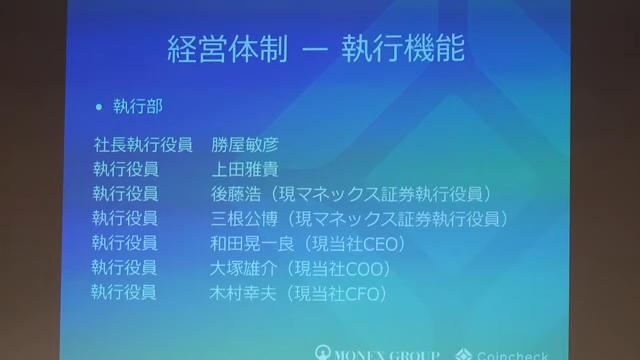 経営体制 ー 執行機能
• 執行部
社長執行役員 勝屋敏彦
執行役員 上田雅貴
執行役員 後藤浩（現マネックス証券執行役員）
執行役員 三根公博（現マネックス証券執行役員）
執行役員 和田晃一良（現当社CEO）
執行役員 大塚雄介（現当社COO）
執行役員 木村幸夫（現当社CFO）
MONEX GROUP Coincheck